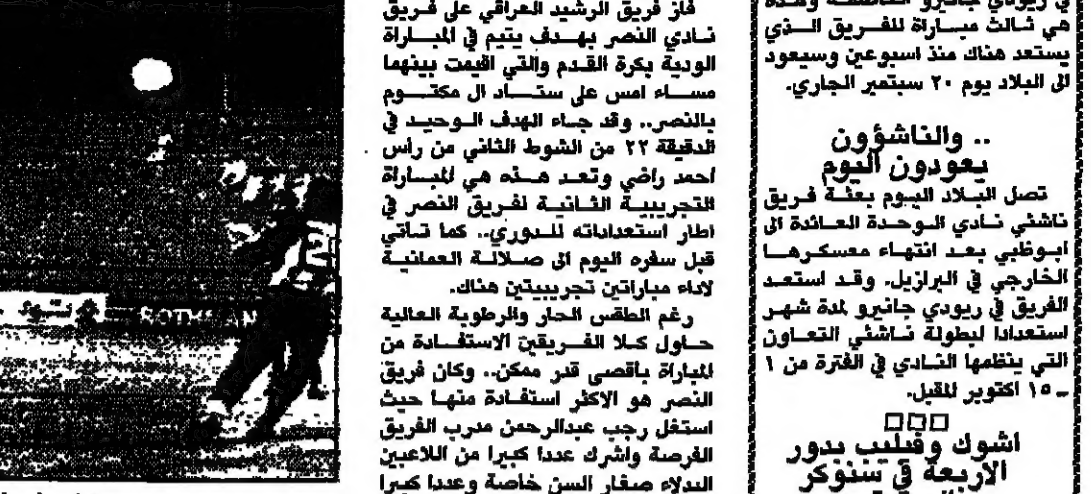 في ريودي جانيرو العاصمة وهذه
هي ثالث مباراة للفريق الذي
يستعد هناك منذ اسبوعين وسيعود
الى البلاد يوم ٢٠ سبتمبر الجاري.
.. والناشؤون
يعودون اليوم
تصل البلاد اليوم بعثة فريق
ناشئي نادي الوحدة العائدة الى
ابوظبي بعد انتهاء معسكرها
الخارجي في البرازيل. وقد استعد
الفريق في ريودي جانيرو لمدة شهر
استعدادا لبطولة ناشئي التعاون
التي ينظمها النادي في الفترة من ١
ـ ١٥ اكتوبر المقبل.
اشوك وفيليب بدور
الاربعة في سنوكر
فاز فريق الرشيد العراقي على فريق
نادي النصر بهدف يتيم في المباراة
الودية بكرة القدم والتي اقيمت بينهما
مساء امس على ستاد ال مكتوم
بالنصر.. وقد جاء الهدف الوحيد في
الدقيقة ٢٢ من الشوط الثاني من رأس
احمد راضي وتعد هذه هي المباراة
التجريبية الثانية لفريق النصر في
اطار استعداداته للدوري.. كما تأتي
قبل سفره اليوم الى صلالة العمانية
لاداء مباراتين تجريبيتين هناك.
رغم الطقس الحار والرطوبة العالية
حاول كلا الفريقين الاستفادة من
المباراة بأقصى قدر ممكن.. وكان فريق
النصر هو الاكثر استفادة منها حيث
استغل رجب عبدالرحمن مدرب الفريق
الفرصة واشرك عددا كبيرا من اللاعبين
البدلاء صغار السن خاصة وعددا كبيرا